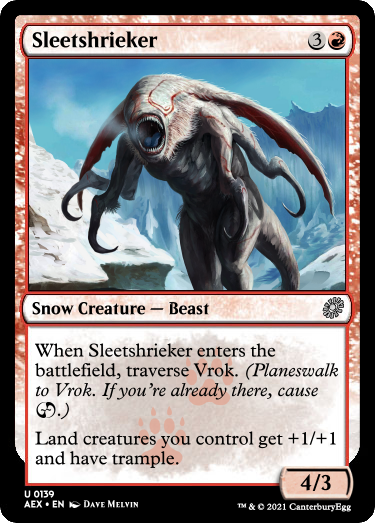 Sleetshrieker 3
Snow Creature — Beast
When Sleetshrieker enters the
battlefield, traverse Vrok. (Planeswalk
to Vrok. If you're already there, cause
.)
Land creatures you control get +1/+1
and have trample.
4/3
U 0139
AEX • EN Dave Melvin
™ & © 2021 CanterburyEgg